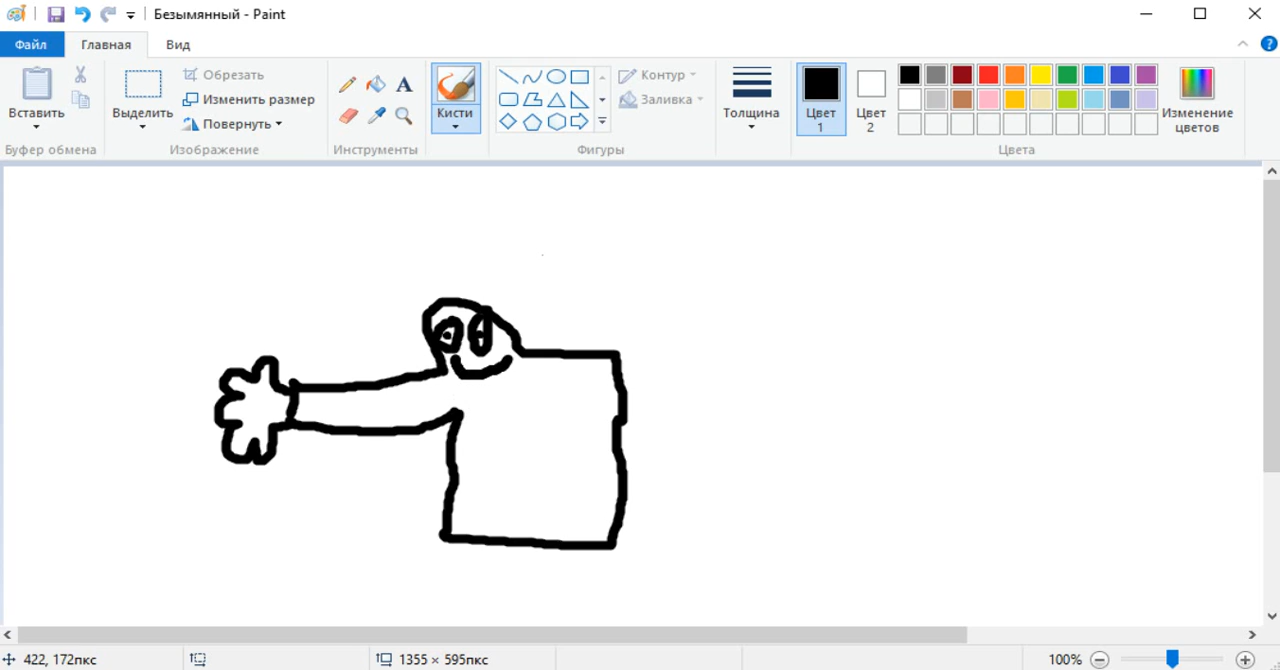 Безымянный - Paint
Файл
Главная
Вид
Вставить
Буфер обмена
Выделить
Обрезать
Изменить размер
Повернуть
Изображение
A
Инструменты
Кисти
Контур
Заливка
Фигуры
Толщина
Цвет
1
Цвет
2
Изменение
цветов
Цвета
422, 172пкс
1355 × 595пкс
100%